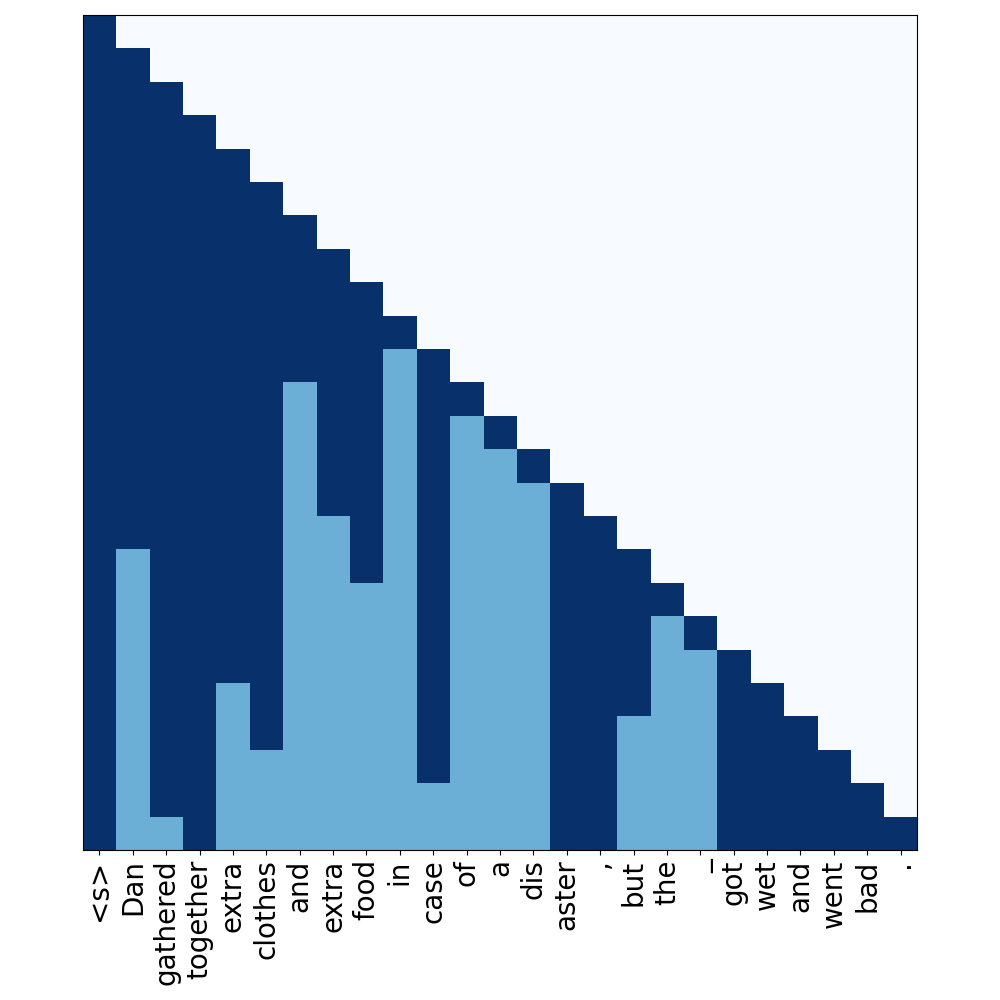 <s>
Dan
gathered
together
extra
clothes
and
extra
food
in
case
of
a
dis
aster
,
but
the
_
got
wet
and
went
bad
.